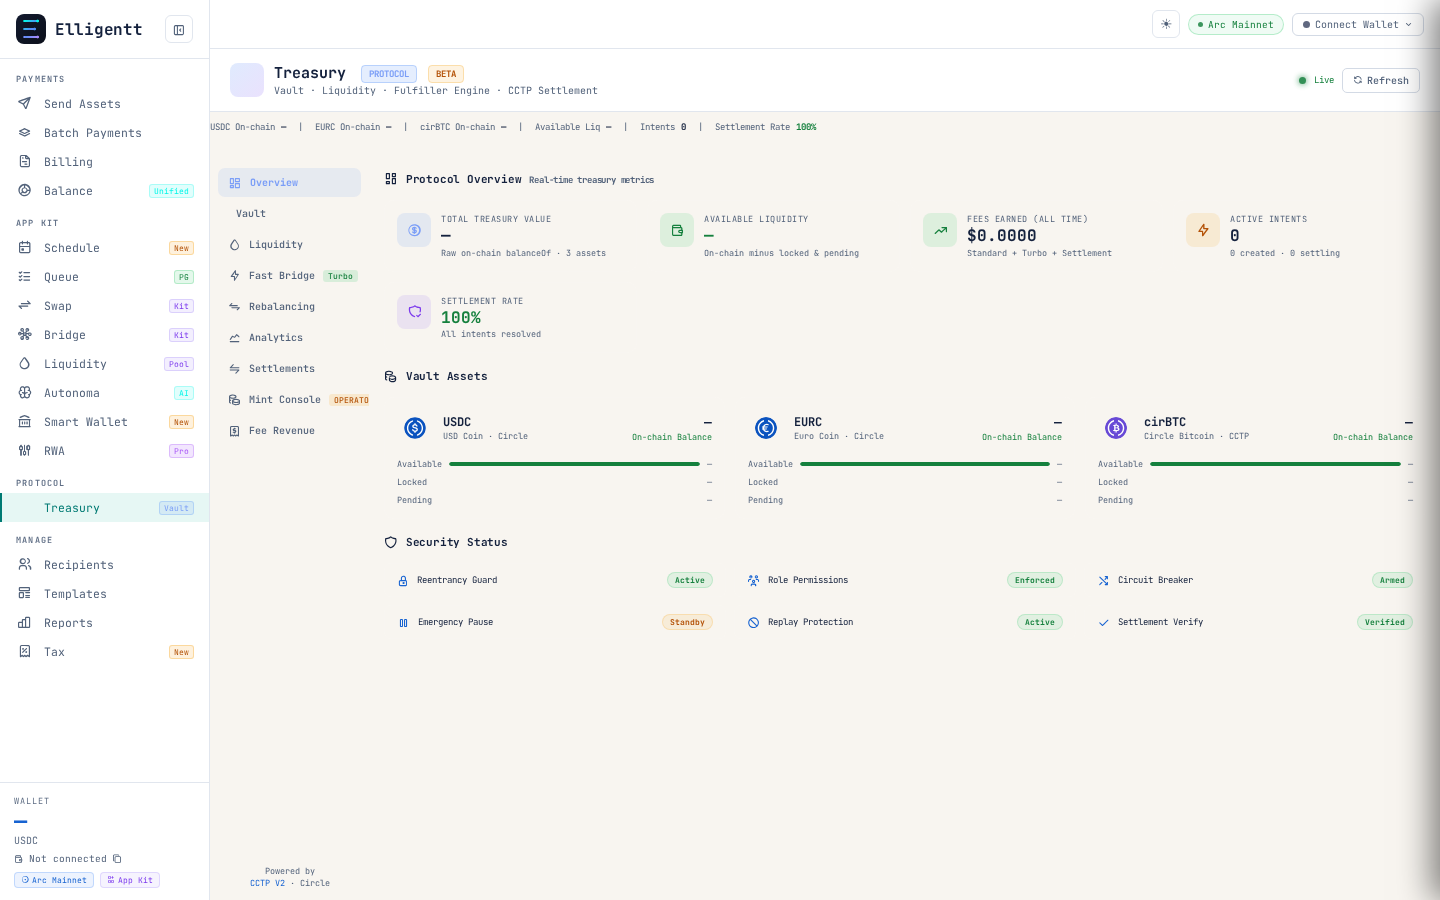 Elligentt
Arc Mainnet
Connect Wallet
PAYMENTS
Send Assets
Batch Payments
Billing
Balance Unified
APP KIT
Schedule New
Queue PG
Swap Kit
Bridge Kit
Liquidity Pool
Autonoma AI
Smart Wallet New
RWA Pro
PROTOCOL
Treasury Vault
MANAGE
Recipients
Templates
Reports
Tax New
WALLET
—
USDC
Not connected
Arc Mainnet App Kit
Treasury PROTOCOL BETA
Vault · Liquidity · Fulfiller Engine · CCTP Settlement
Live
Refresh
USDC On-chain — | EURC On-chain — | cirBTC On-chain — | Available Liq — | Intents 0 | Settlement Rate 100%
Overview
Vault
Liquidity
Fast Bridge Turbo
Rebalancing
Analytics
Settlements
Mint Console OPERATO
Fee Revenue
Powered by
CCTP V2 · Circle
Protocol Overview Real-time treasury metrics
TOTAL TREASURY VALUE
—
Raw on-chain balanceOf · 3 assets
AVAILABLE LIQUIDITY
—
On-chain minus locked & pending
FEES EARNED (ALL TIME)
$0.0000
Standard + Turbo + Settlement
ACTIVE INTENTS
0
0 created · 0 settling
SETTLEMENT RATE
100%
All intents resolved
Vault Assets
USDC —
USD Coin · Circle On-chain Balance
Available —
Locked —
Pending —
EURC —
Euro Coin · Circle On-chain Balance
Available —
Locked —
Pending —
cirBTC —
Circle Bitcoin · CCTP On-chain Balance
Available —
Locked —
Pending —
Security Status
Reentrancy Guard Active
Role Permissions Enforced
Circuit Breaker Armed
Emergency Pause Standby
Replay Protection Active
Settlement Verify Verified